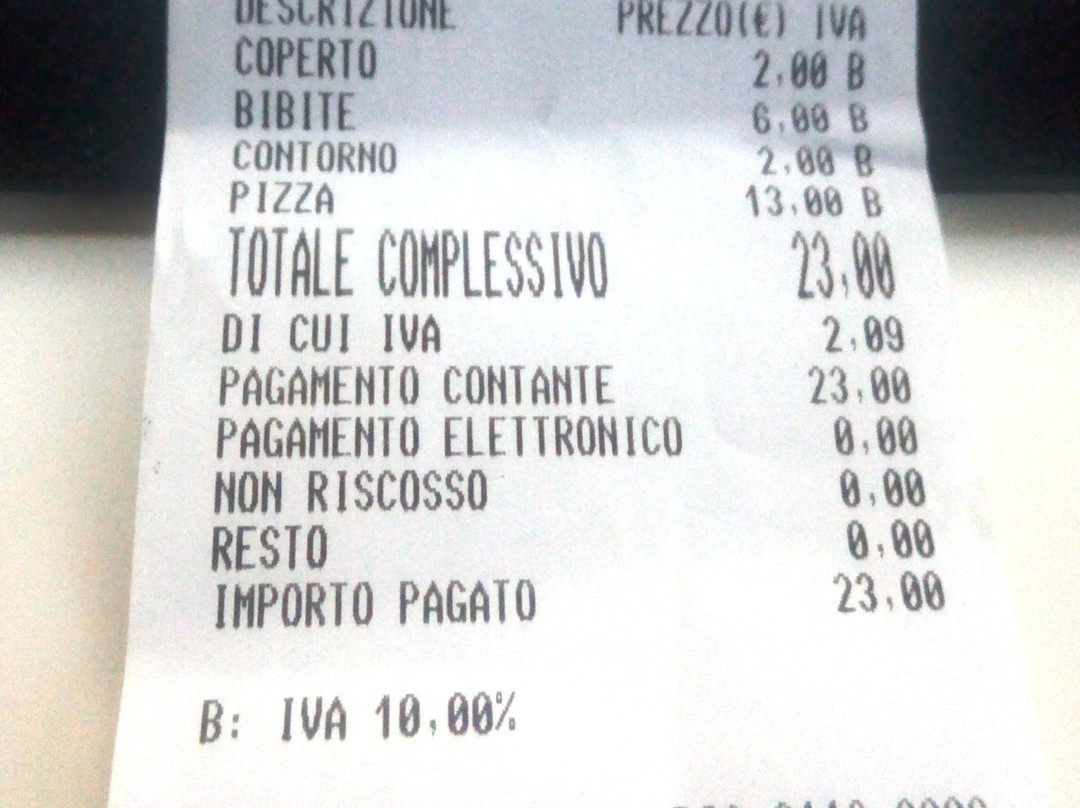 DESCRIZIONE PREZZO(€) IVA
COPERTO 2,00 B
BIBITE 6,00 B
CONTORNO 2,00 B
PIZZA 13,00 B
TOTALE COMPLESSIVO 23,00
DI CUI IVA 2,09
PAGAMENTO CONTANTE 23,00
PAGAMENTO ELETTRONICO 0,00
NON RISCOSSO 0,00
RESTO 0,00
IMPORTO PAGATO 23,00
B: IVA 10,00%